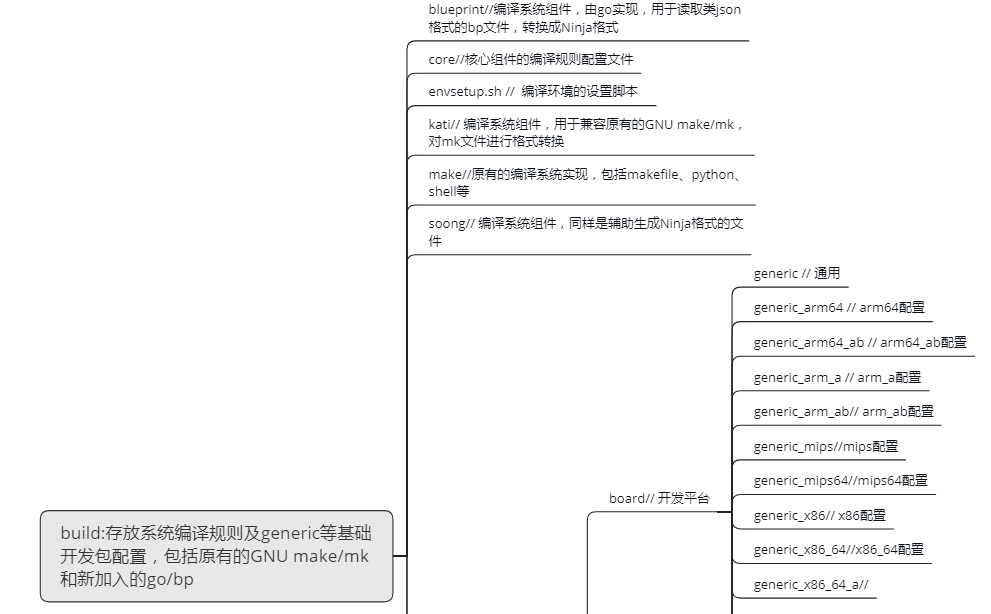 blueprint//编译系统组件，由go实现，用于读取类json
格式的bp文件，转换成Ninja格式
core//核心组件的编译规则配置文件
envsetup.sh //  编译环境的设置脚本
kati// 编译系统组件，用于兼容原有的GNU make/mk，
对mk文件进行格式转换
make//原有的编译系统实现，包括makefile、python、
shell等
soong// 编译系统组件，同样是辅助生成Ninja格式的文
件
generic // 通用
generic_arm64 // arm64配置
generic_arm64_ab // arm64_ab配置
generic_arm_a // arm_a配置
generic_arm_ab// arm_ab配置
generic_mips//mips配置
generic_mips64//mips64配置
board// 开发平台
generic_x86// x86配置
build:存放系统编译规则及generic等基础
开发包配置，包括原有的GNU make/mk
和新加入的go/bp
generic_x86_64//x86_64配置
generic_x86_64_a//